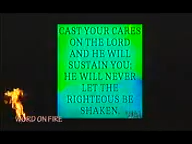 CAST YOUR CARES
ON THE LORD
AND HE WILL
SUSTAIN YOU;
HE WILL NEVER
LET THE
RIGHTEOUS BE
SHAKEN.
WORD ON FIRE